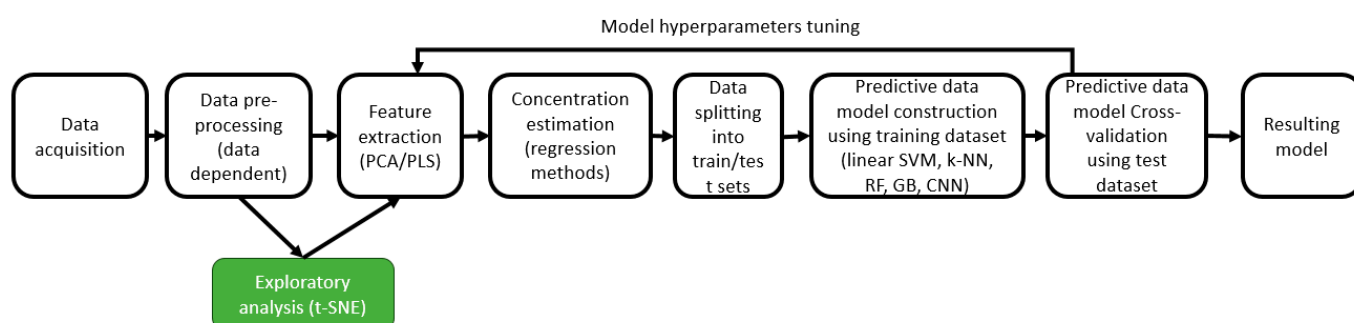 Model hyperparameters tuning
Data
acquisition
Data pre-
processing
(data
dependent)
Feature
extraction
(PCA/PLS)
Concentration
estimation
(regression
methods)
Data
splitting
into
train/tes
t sets
Predictive data
model construction
using training dataset
(linear SVM, k-NN,
RF, GB, CNN)
Predictive data
model Cross-
validation
using test
dataset
Resulting
model
Exploratory
analysis (t-SNE)